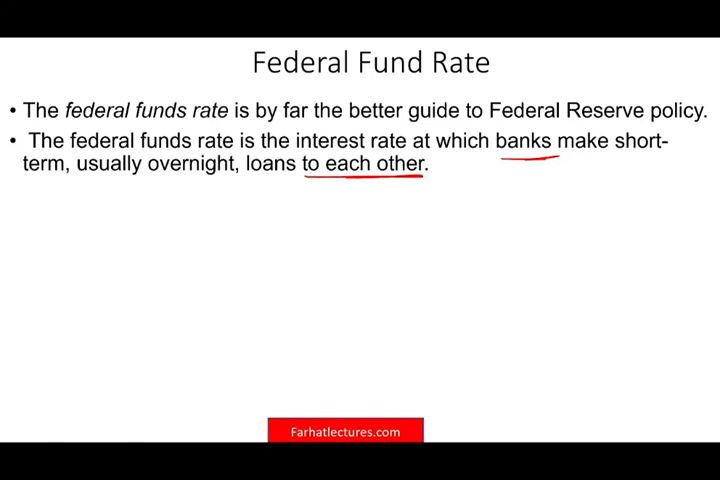 Federal Fund Rate
• The federal funds rate is by far the better guide to Federal Reserve policy.
• The federal funds rate is the interest rate at which banks make short-
term, usually overnight, loans to each other.
Farhatlectures.com